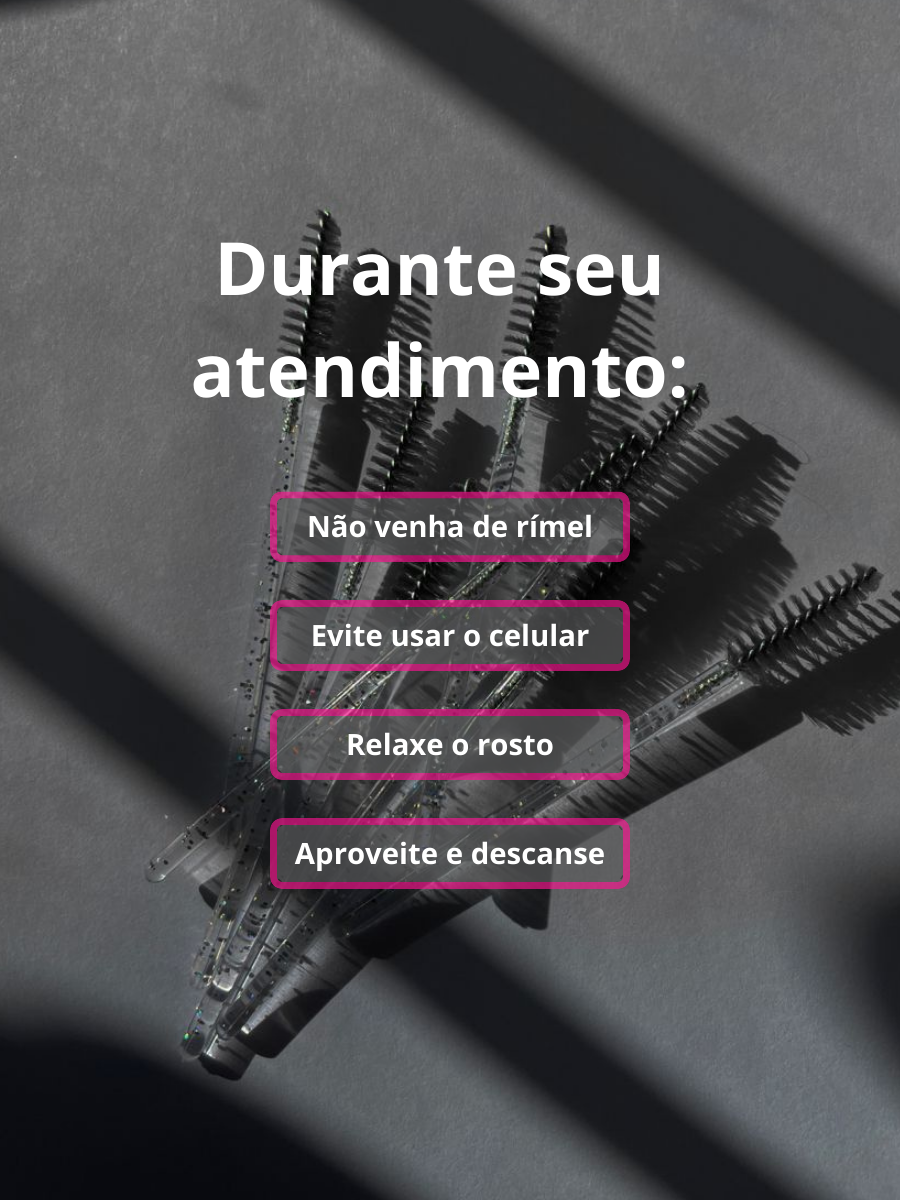 Durante seu
atendimento:
Não venha de rímel
Evite usar o celular
Relaxe o rosto
Aproveite e descanse